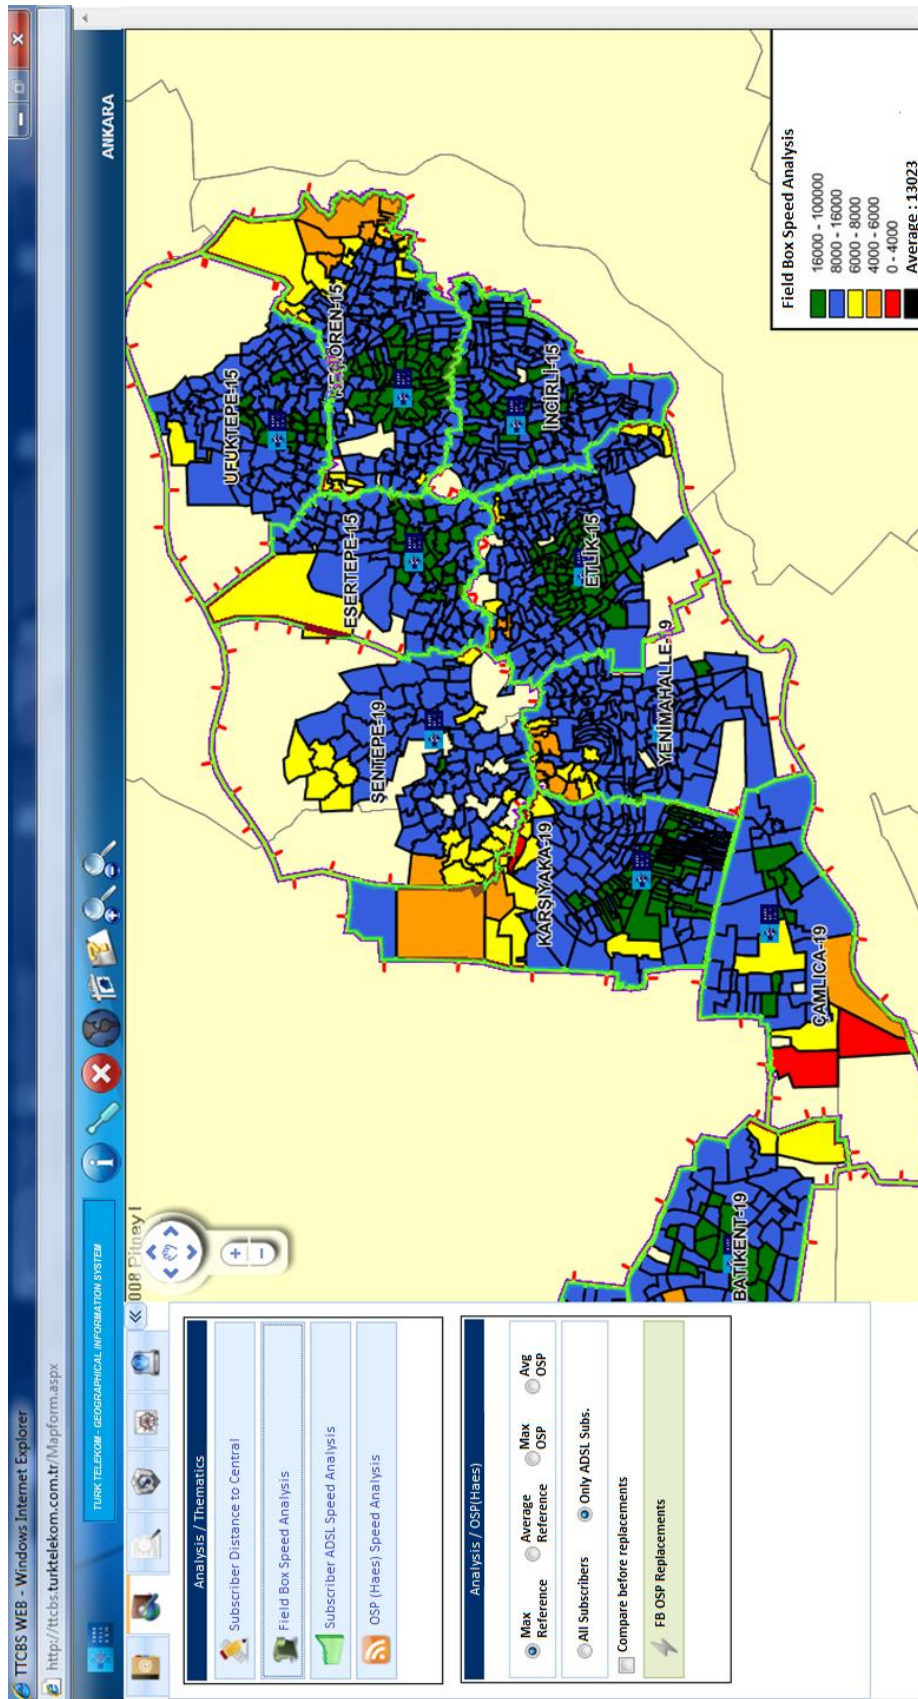 TTCBS WEB - Windows Internet Explorer
http://ttcbs.turktelekom.com.tr/Mapform.aspx
TURK TELEKOM - GEOGRAPHICAL INFORMATION SYSTEM
ANKARA
Analysis / Thematics
Subscriber Distance to Central
Field Box Speed Analysis
Subscriber ADSL Speed Analysis
OSP (Haes) Speed Analysis
Analysis / OSP(Haes)
Max Reference
Average Reference
Max OSP
Avg OSP
All Subscribers
Only ADSL Subs.
Compare before replacements
FB OSP Replacements
008 Pitney
UFUKTEPE-15
ESERTEPE-15
ŞENTEPE-19
İNCİRLİ-15
ETLİK-15
YENİMAHALLE-19
KARŞIYAKA-19
ÇAMLICA-19
BATIKENT-19
Field Box Speed Analysis
16000 - 100000
8000 - 16000
6000 - 8000
4000 - 6000
0 - 4000
Average : 13023